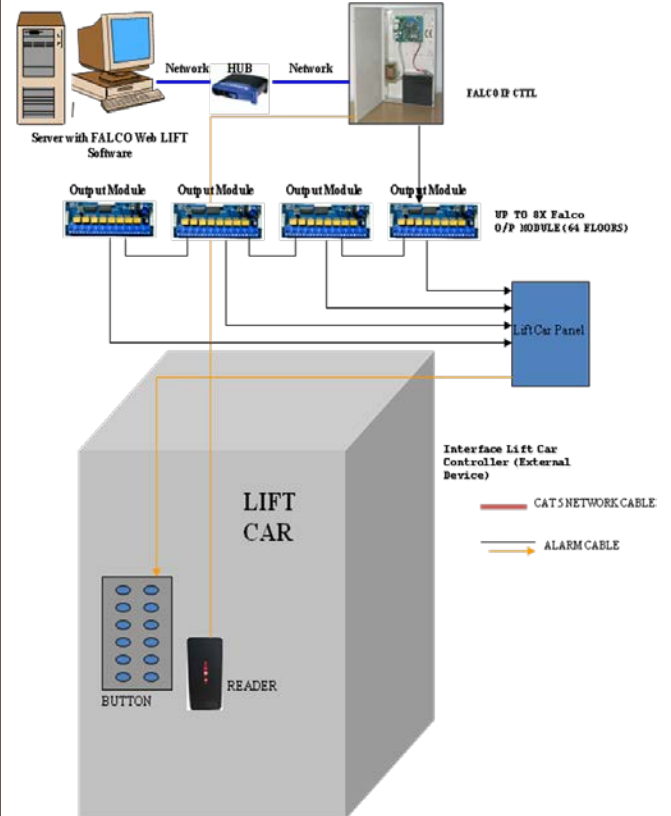 Network
HUB
Network
Server with FALCO Web LIFT
Software
FALCO IP CTTL
Output Module
Output Module
Output Module
Output Module
UP TO 8X Falco
O/P MODULE (64 FLOORS)
Lift Car Panel
Interface Lift Car
Controller (External
Device)
CAT 5 NETWORK CABLE
ALARM CABLE
LIFT
CAR
READER
BUTTON